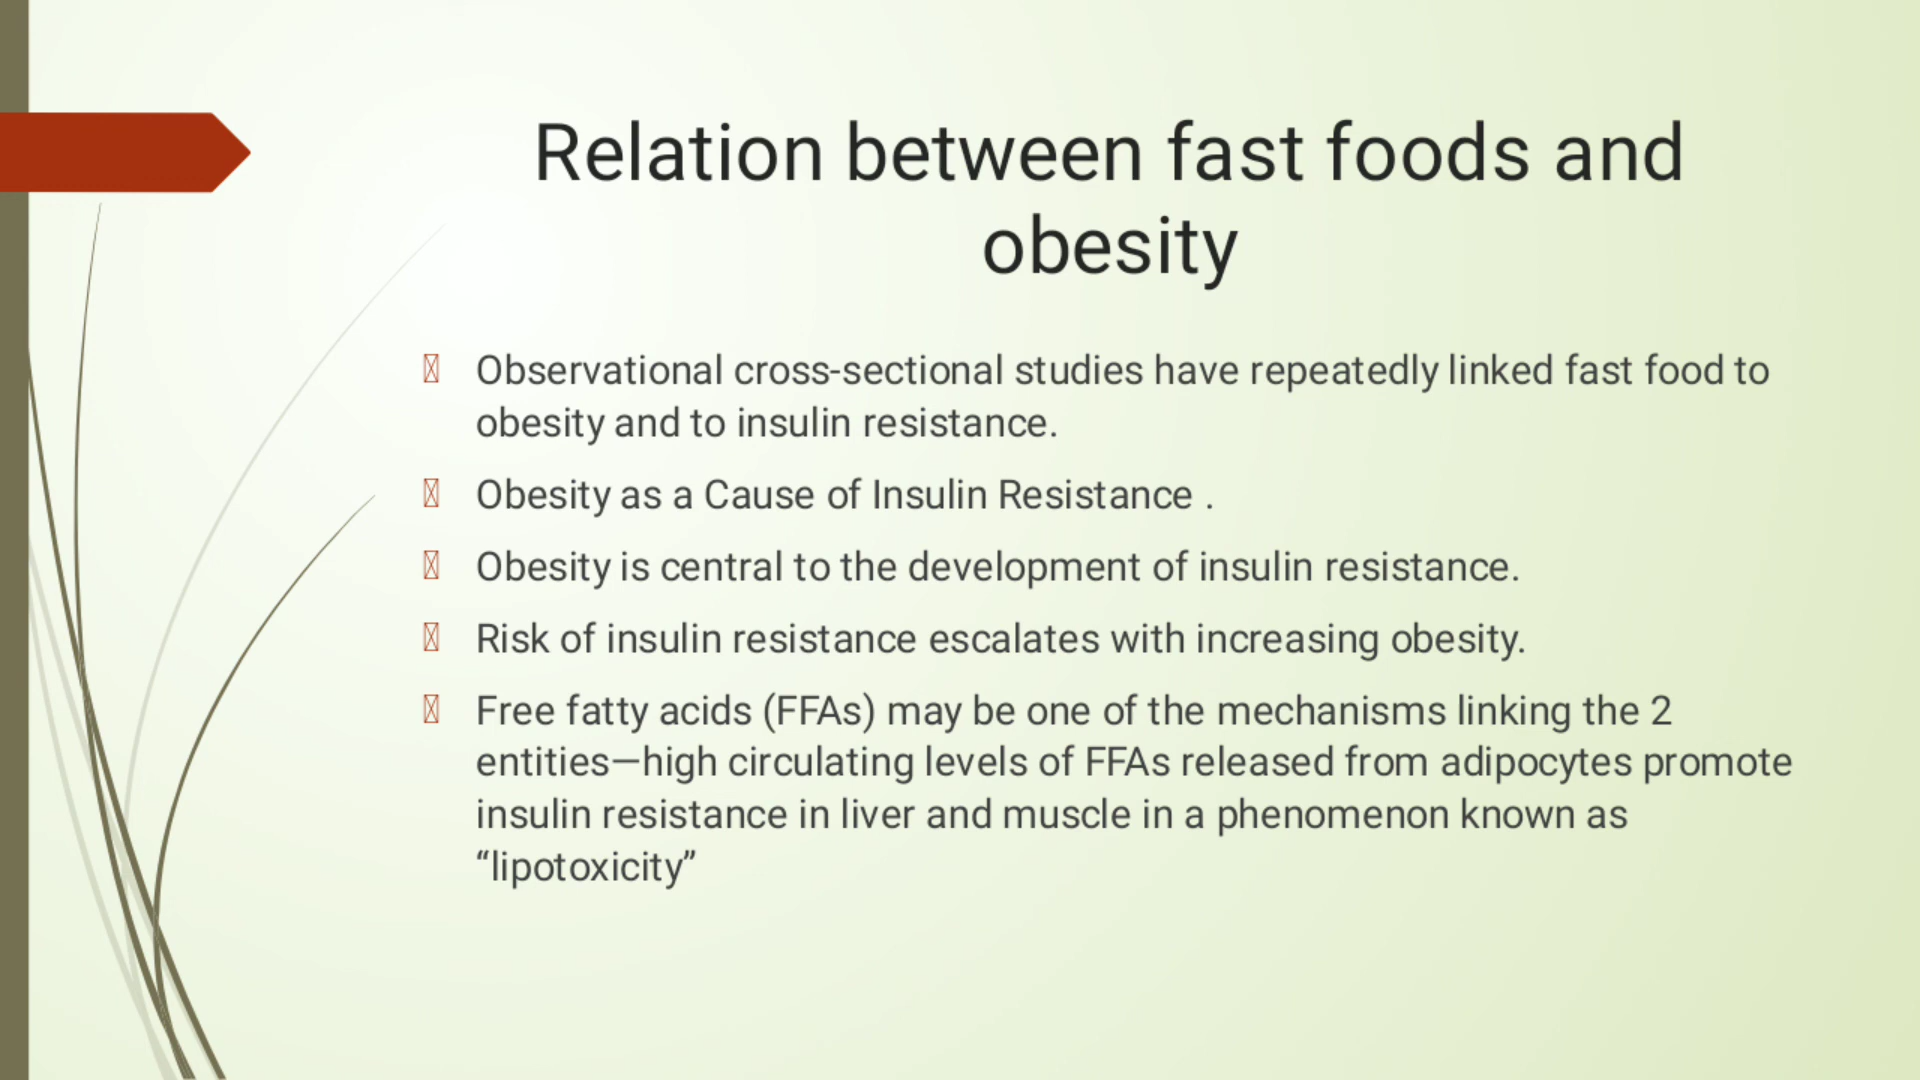 Relation between fast foods and
obesity
Observational cross-sectional studies have repeatedly linked fast food to
obesity and to insulin resistance.
Obesity as a Cause of Insulin Resistance .
Obesity is central to the development of insulin resistance.
Risk of insulin resistance escalates with increasing obesity.
Free fatty acids (FFAs) may be one of the mechanisms linking the 2
entities—high circulating levels of FFAs released from adipocytes promote
insulin resistance in liver and muscle in a phenomenon known as
“lipotoxicity”